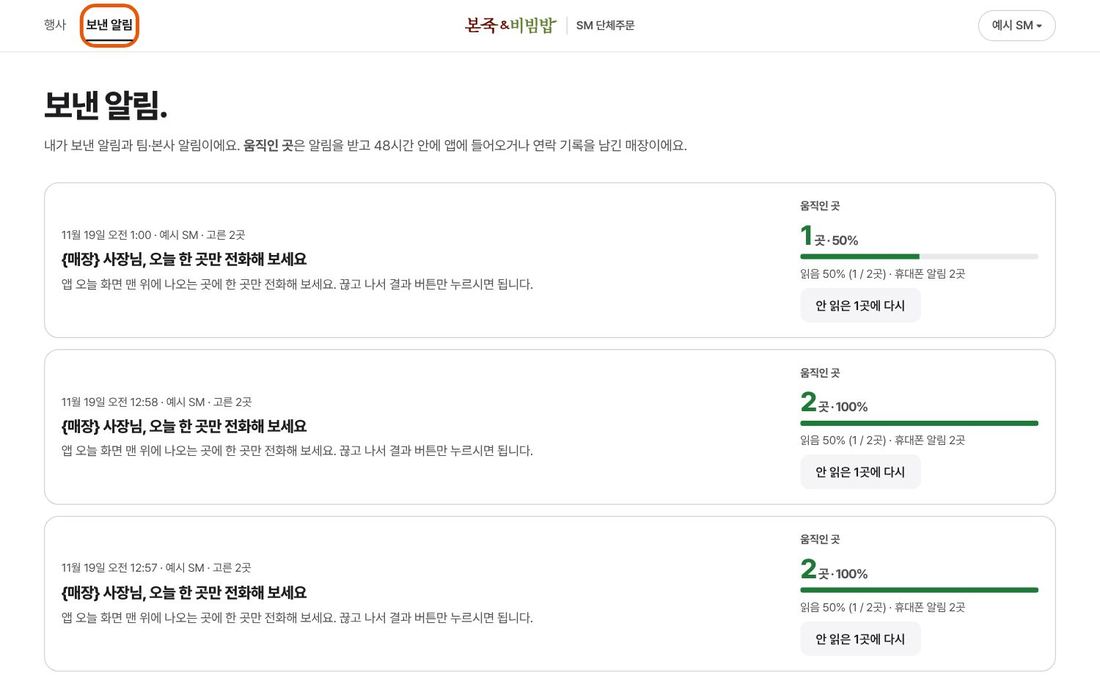 행사
보낸 알림
본죽&비빔밥
SM 단체주문
예시 SM
보낸 알림.
내가 보낸 알림과 팀·본사 알림이에요. 움직인 곳은 알림을 받고 48시간 안에 앱에 들어오거나 연락 기록을 남긴 매장이에요.
11월 19일 오전 1:00 · 예시 SM · 고른 2곳
{매장} 사장님, 오늘 한 곳만 전화해 보세요
앱 오늘 화면 맨 위에 나오는 곳에 한 곳만 전화해 보세요. 끊고 나서 결과 버튼만 누르시면 됩니다.
움직인 곳
1곳 · 50%
읽음 50% (1 / 2곳) · 휴대폰 알림 2곳
안 읽은 1곳에 다시
11월 19일 오전 12:58 · 예시 SM · 고른 2곳
{매장} 사장님, 오늘 한 곳만 전화해 보세요
앱 오늘 화면 맨 위에 나오는 곳에 한 곳만 전화해 보세요. 끊고 나서 결과 버튼만 누르시면 됩니다.
움직인 곳
2곳 · 100%
읽음 50% (1 / 2곳) · 휴대폰 알림 2곳
안 읽은 1곳에 다시
11월 19일 오전 12:57 · 예시 SM · 고른 2곳
{매장} 사장님, 오늘 한 곳만 전화해 보세요
앱 오늘 화면 맨 위에 나오는 곳에 한 곳만 전화해 보세요. 끊고 나서 결과 버튼만 누르시면 됩니다.
움직인 곳
2곳 · 100%
읽음 50% (1 / 2곳) · 휴대폰 알림 2곳
안 읽은 1곳에 다시